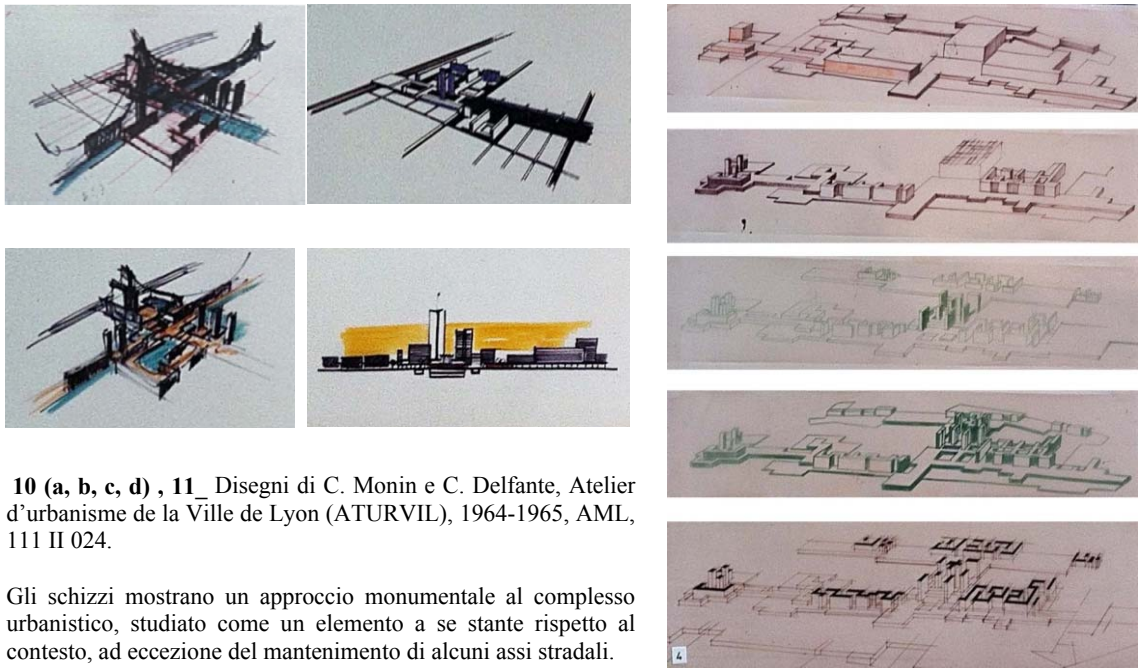 10 (a, b, c, d) , 11_ Disegni di C. Monin e C. Delfante, Atelier
d’urbanisme de la Ville de Lyon (ATURVIL), 1964-1965, AML,
111 II 024.
Gli schizzi mostrano un approccio monumentale al complesso
urbanistico, studiato come un elemento a se stante rispetto al
contesto, ad eccezione del mantenimento di alcuni assi stradali.
4